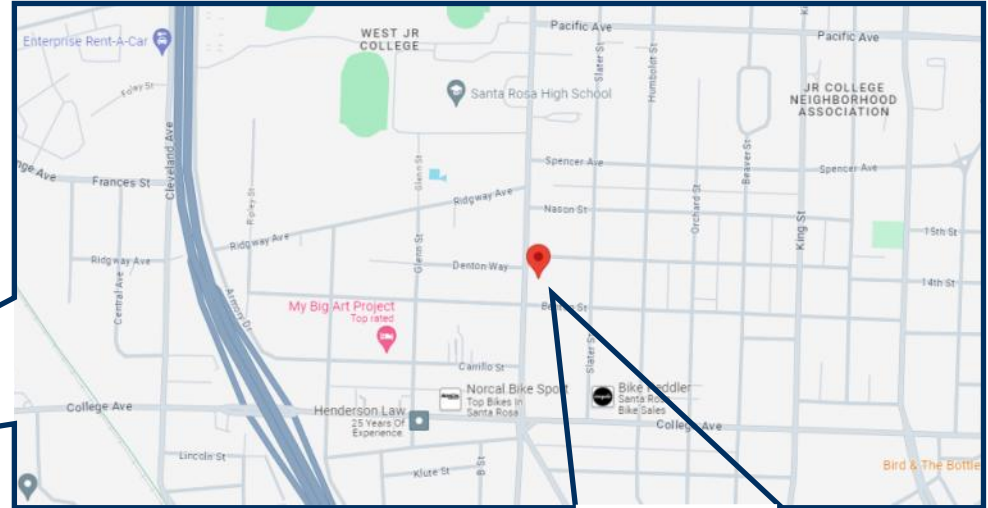 Pacific Ave
Pacific Ave
Enterprise Rent-A-Car
WEST JR
COLLEGE
Slater St
Humboldt St
Foley St
Santa Rosa High School
JR COLLEGE
NEIGHBORHOOD
ASSOCIATION
Cleveland Ave
Spencer Ave
Spencer Ave
Beaver St
Frances St
Glenn St
Ripley St
Ridgway Ave
Orchard St
Nason St
King St
15th St
Ridgway Ave
Ridgway Ave
Glenn St
Denton Way
14th St
Central Ave
Armory Dr
My Big Art Project
Top rated
Slater St
Carrillo St
Norcal Bike Sport
Top Bikes In
Santa Rosa
Bike Peddler
Santa Rosa
Bike Sales
College Ave
Henderson Law
25 Years Of
Experience.
College Ave
Lincoln St
Klute St
B St
Bird & The Bottle